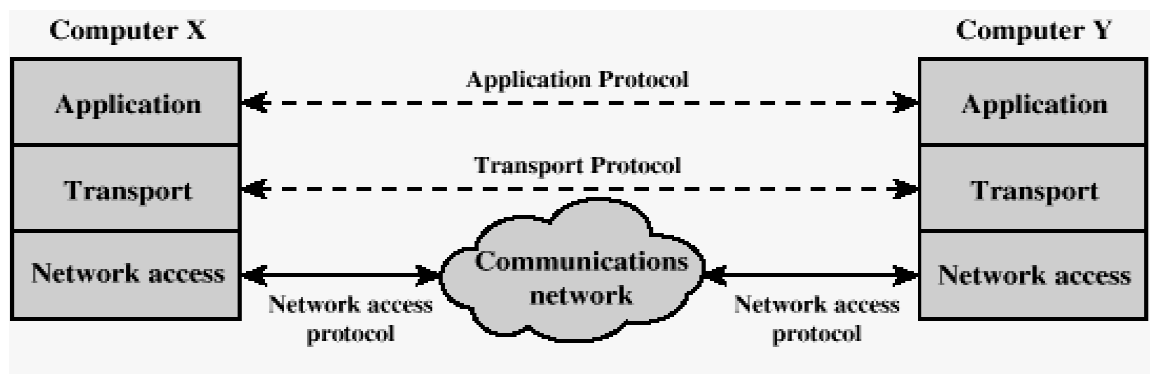 Computer X
Computer Y
Application
Application Protocol
Application
Transport
Transport Protocol
Transport
Network access
Communications
network
Network access
Network access
protocol
Network access
protocol